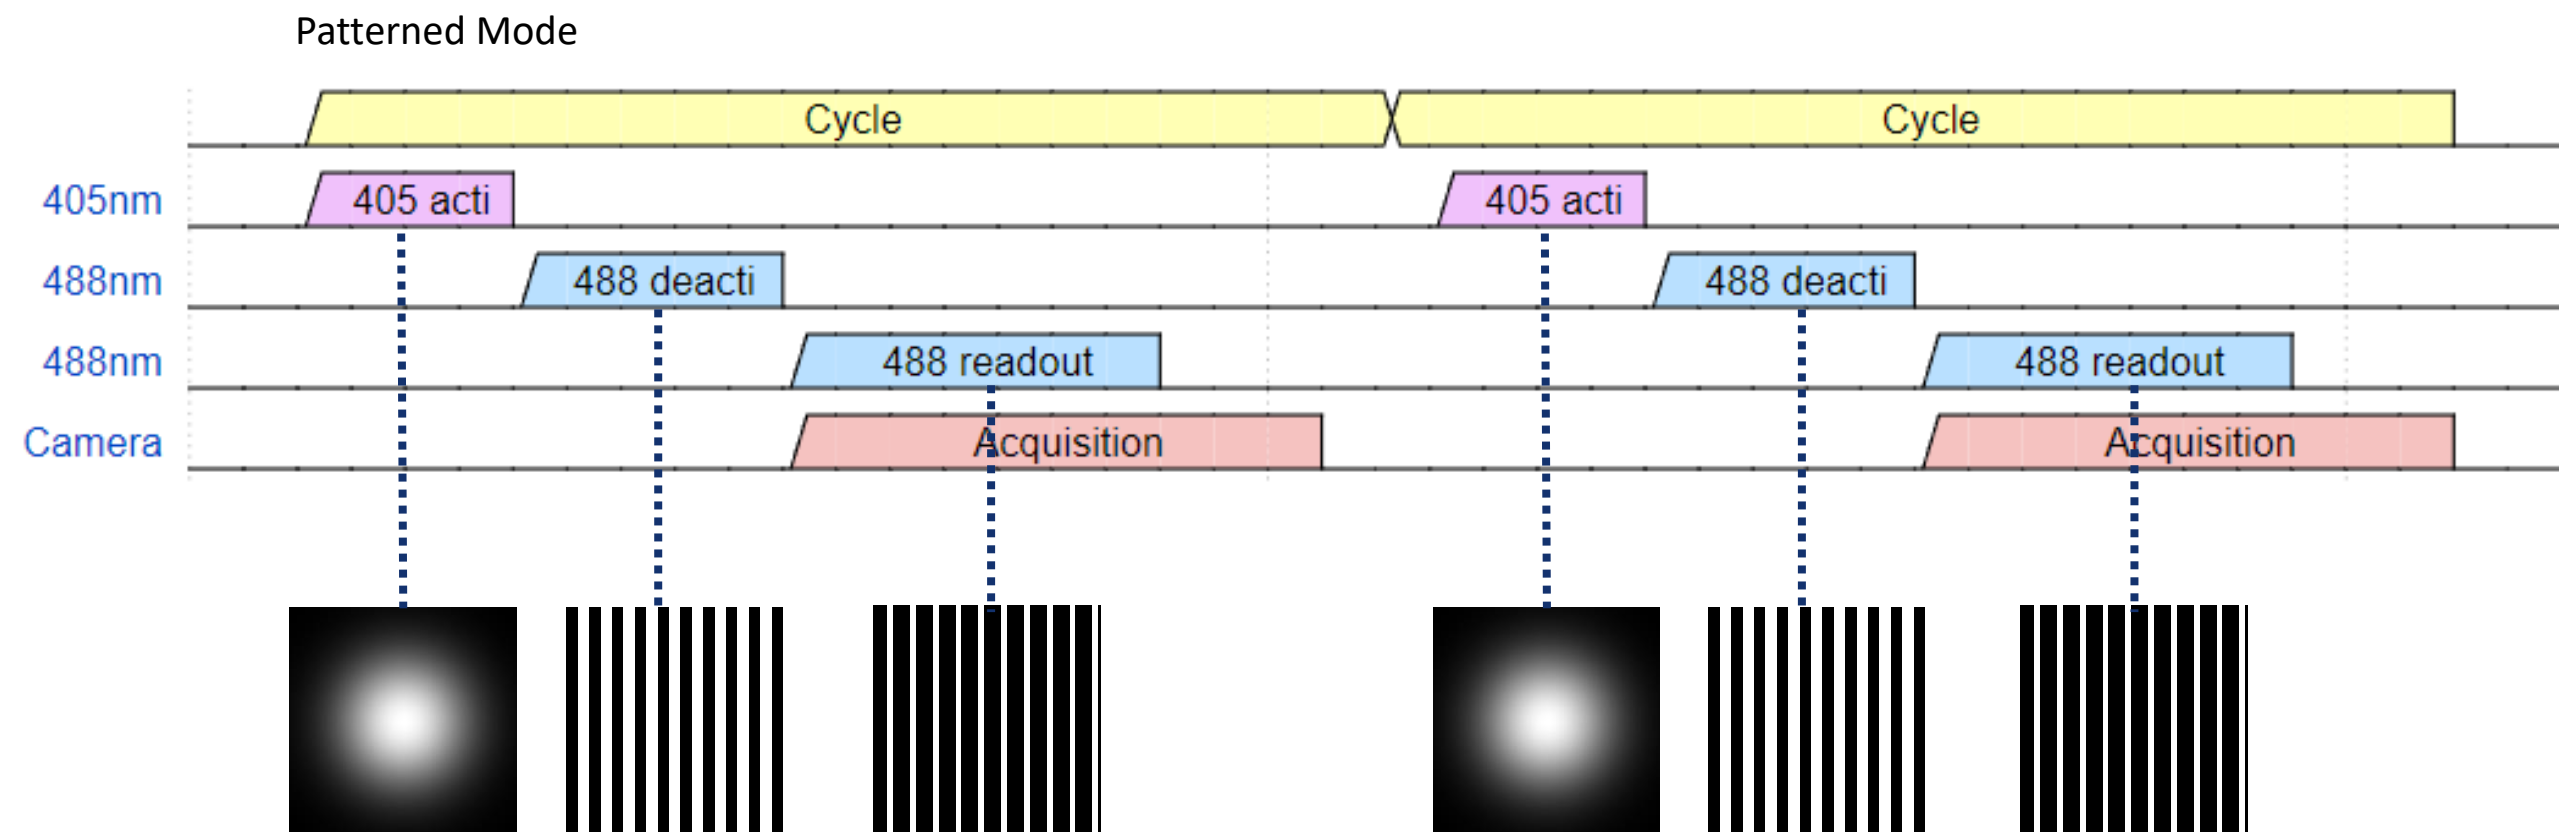 Patterned Mode
Cycle Cycle
405nm 405 acti 405 acti
488nm 488 deacti 488 deacti
488nm 488 readout 488 readout
Camera Acquisition Acquisition